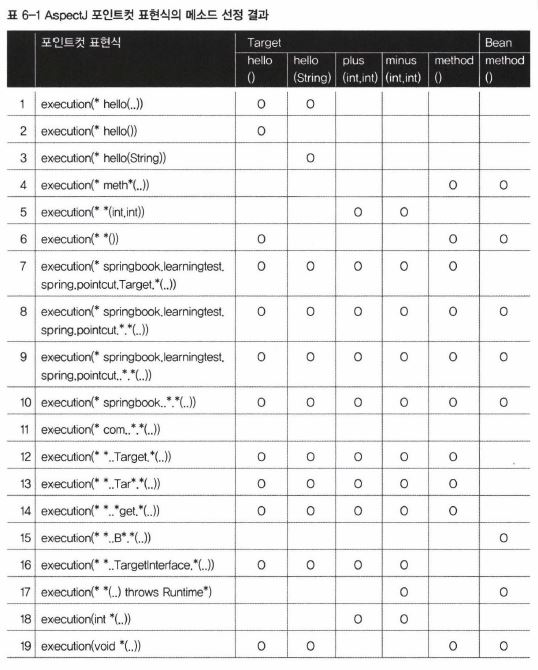 표 6-1 AspectJ 포인트컷 표현식의 메소드 선정 결과
포인트컷 표현식 Target Bean
hello () hello (String) plus (int,int) minus (int,int) method () method ()
1 execution(* hello(..)) O O
2 execution(* hello()) O
3 execution(* hello(String)) O
4 execution(* meth*(..)) O O
5 execution(* *(int,int)) O O
6 execution(* *()) O O O
7 execution(* springbook.learningtest.
spring.pointcut.Target.*(..)) O O O O O
8 execution(* springbook.learningtest.
spring.pointcut.*.*(..)) O O O O O O
9 execution(* springbook.learningtest.
spring.pointcut..*.*(..)) O O O O O O
10 execution(* springbook..*.*(..)) O O O O O O
11 execution(* com..*.*(..))
12 execution(* *..Target.*(..)) O O O O O
13 execution(* *..Tar*.*(..)) O O O O O
14 execution(* *..*get.*(..)) O O O O O
15 execution(* *..B*.*(..)) O
16 execution(* *..TargetInterface.*(..)) O O O O
17 execution(* *(..) throws Runtime*) O O
18 execution(int *(..)) O O
19 execution(void *(..)) O O O O